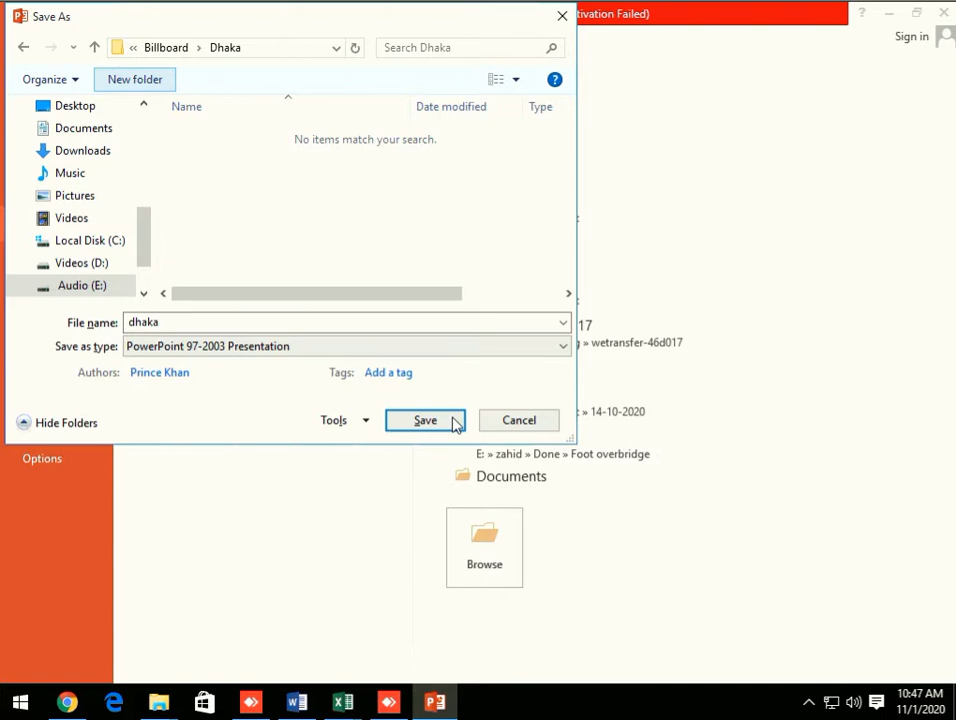 Save As
tivation Failed)
?
Sign in
Billboard
Dhaka
Search Dhaka
Organize
New folder
?
Name
Date modified
Type
No items match your search.
Desktop
Documents
Downloads
Music
Pictures
Videos
Local Disk (C:)
Videos (D:)
Audio (E:)
File name:
dhaka
17
Save as type:
PowerPoint 97-2003 Presentation
g » wetransfer-46d017
Authors:
Prince Khan
Tags:
Add a tag
» 14-10-2020
Hide Folders
Tools
Save
Cancel
E: » zahid » Done » Foot overbridge
Options
Documents
Browse
10:47 AM
11/1/2020